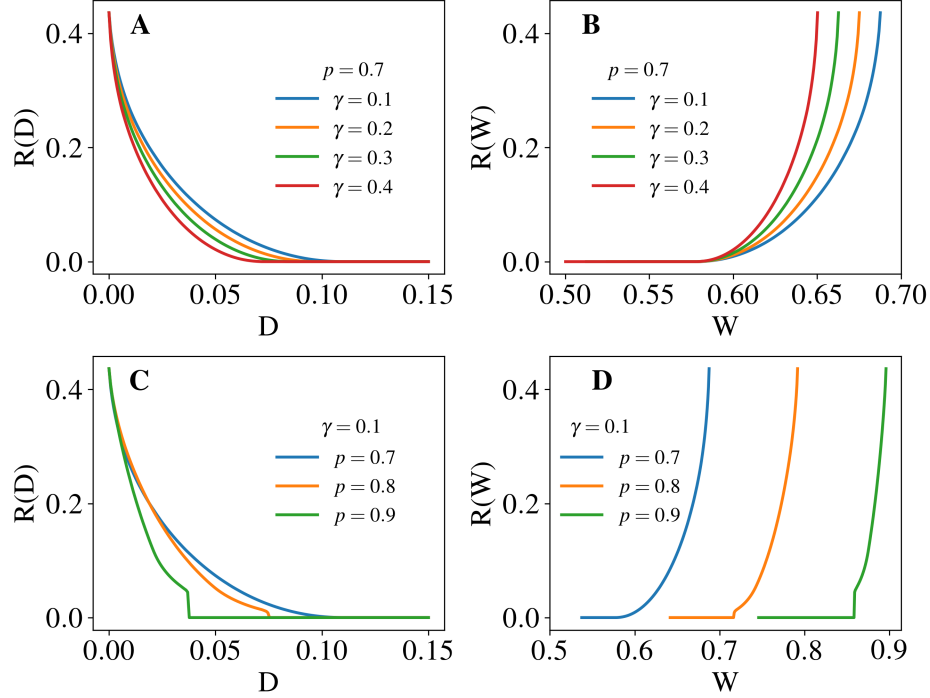 A
R(D)
0.4
0.2
0.0
p = 0.7
γ = 0.1
γ = 0.2
γ = 0.3
γ = 0.4
0.00 0.05 0.10 0.15
D
B
R(W)
0.4
0.2
0.0
p = 0.7
γ = 0.1
γ = 0.2
γ = 0.3
γ = 0.4
0.50 0.55 0.60 0.65 0.70
W
C
R(D)
0.4
0.2
0.0
γ = 0.1
p = 0.7
p = 0.8
p = 0.9
0.00 0.05 0.10 0.15
D
D
R(W)
0.4
0.2
0.0
γ = 0.1
p = 0.7
p = 0.8
p = 0.9
0.5 0.6 0.7 0.8 0.9
W